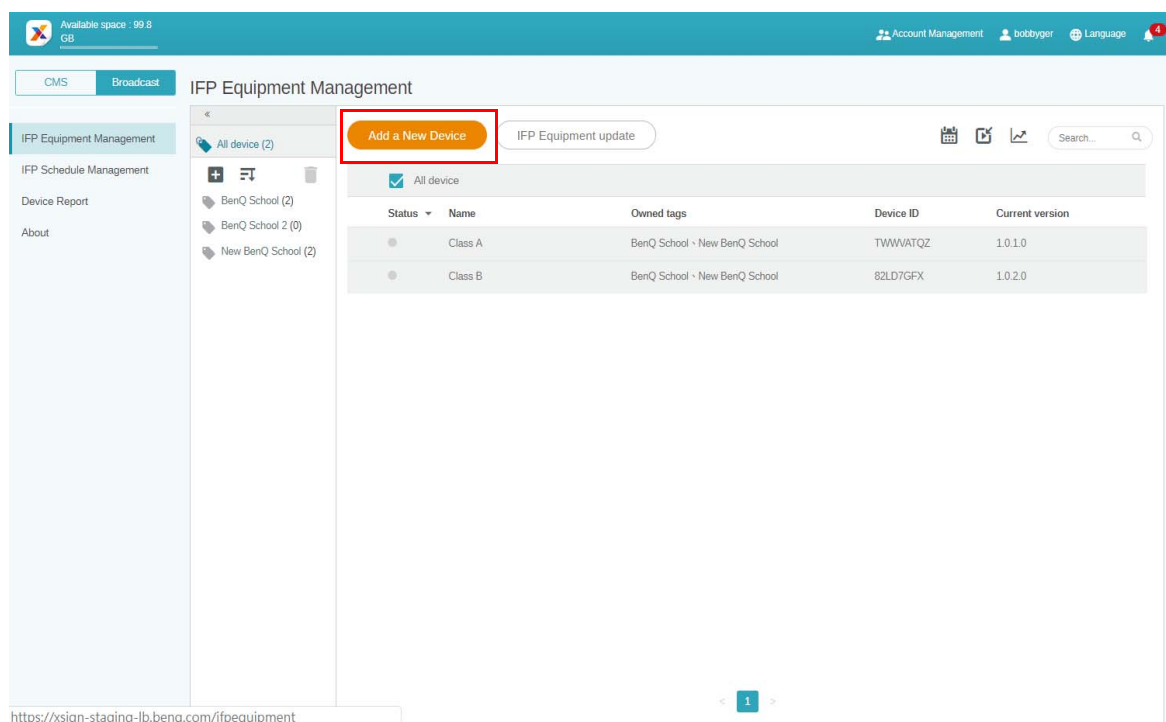 Available space : 99.8
GB
Account Management
bobbyger
Language
4
CMS
Broadcast
IFP Equipment Management
«
IFP Equipment Management
IFP Schedule Management
Device Report
About
All device (2)
BenQ School (2)
BenQ School 2 (0)
New BenQ School (2)
Add a New Device
IFP Equipment update
Search...
All device
Status Name Owned tags Device ID Current version
Class A BenQ School、New BenQ School TWWVATQZ 1.0.1.0
Class B BenQ School、New BenQ School 82LD7GFX 1.0.2.0
< 1 >
https://xsign-staging-lb.benq.com/ifpequipment